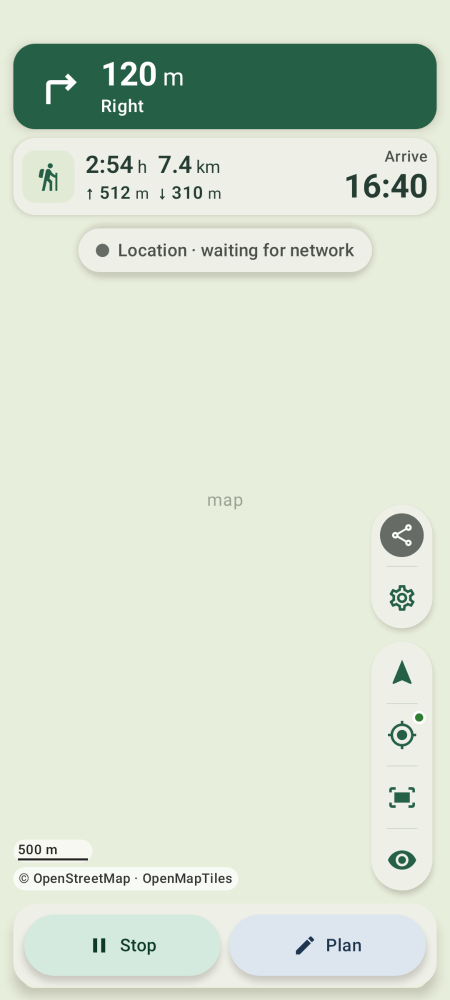 120 m
Right
2:54 h 7.4 km
↑ 512 m ↓ 310 m
Arrive
16:40
Location · waiting for network
map
500 m
© OpenStreetMap · OpenMapTiles
Stop
Plan